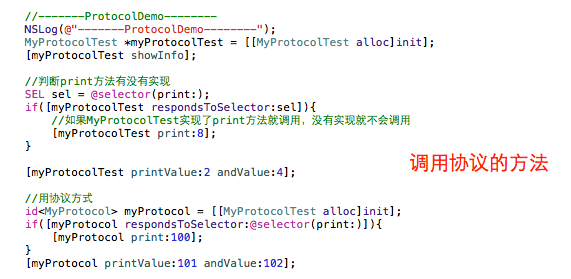 //-------ProtocolDemo--------
NSLog(@"-------ProtocolDemo--------");
MyProtocolTest *myProtocolTest = [[MyProtocolTest alloc]init];
[myProtocolTest showInfo];
//判断print方法有没有实现
SEL sel = @selector(print:);
if([myProtocolTest respondsToSelector:sel]){
//如果MyProtocolTest实现了print方法就调用，没有实现就不会调用
[myProtocolTest print:8];
}
调用协议的方法
[myProtocolTest printValue:2 andValue:4];
//用协议方式
id<MyProtocol> myProtocol = [[MyProtocolTest alloc]init];
if([myProtocol respondsToSelector:@selector(print:)]){
[myProtocol print:100];
}
[myProtocol printValue:101 andValue:102];